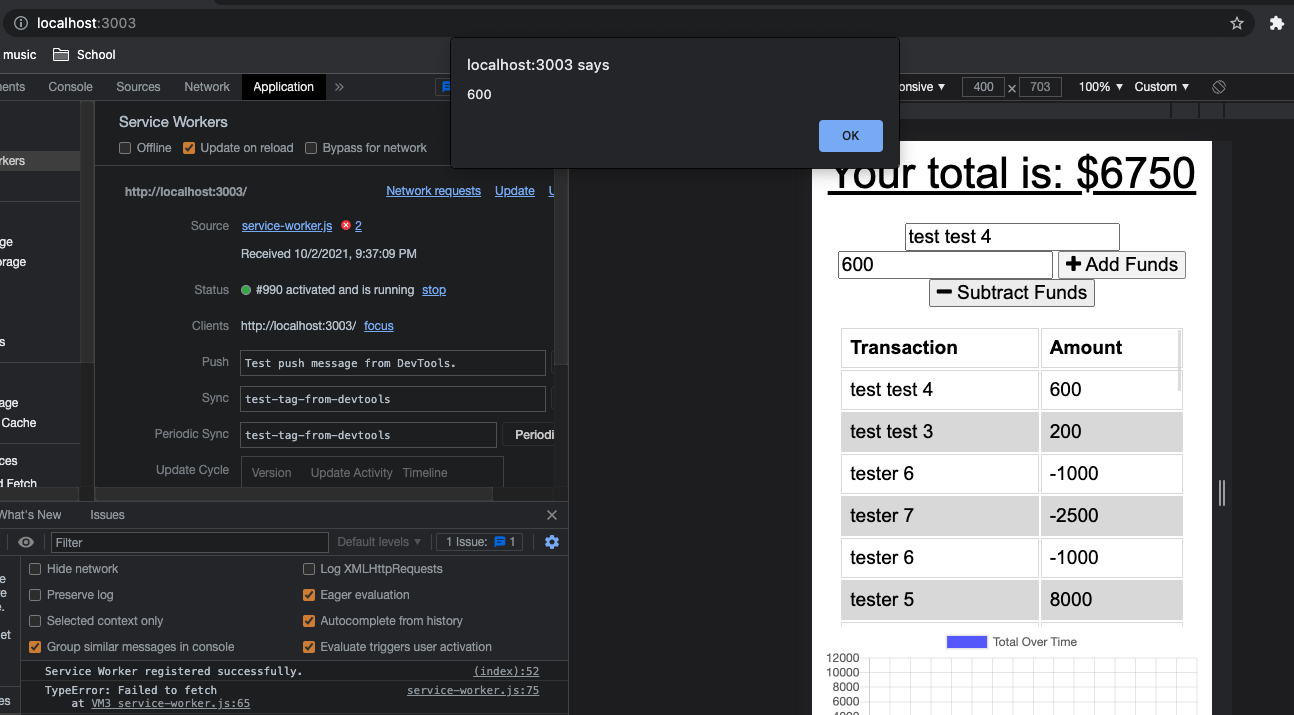 localhost:3003
music School
Console Sources Network Application »
localhost:3003 says
600
OK
400 × 703 100% ▼ Custom ▼
Service Workers
Offline Update on reload Bypass for network
http://localhost:3003/ Network requests Update
Source service-worker.js 2
Received 10/2/2021, 9:37:09 PM
Status #990 activated and is running stop
Clients http://localhost:3003/ focus
Push Test push message from DevTools.
Sync test-tag-from-devtools
Periodic Sync test-tag-from-devtools Periodi
Update Cycle Version Update Activity Timeline
Cache
Fetch
What's New Issues
Filter Default levels ▼ 1 Issue: 1
Hide network Log XMLHttpRequests
Preserve log Eager evaluation
Selected context only Autocomplete from history
Group similar messages in console Evaluate triggers user activation
Service Worker registered successfully. (index):52
TypeError: Failed to fetch service-worker.js:75
at VM3 service-worker.js:65
Your total is: $6750
test test 4
600 Add Funds
Subtract Funds
Transaction Amount
test test 4 600
test test 3 200
tester 6 -1000
tester 7 -2500
tester 6 -1000
tester 5 8000
Total Over Time
12000
10000
8000
6000
4000